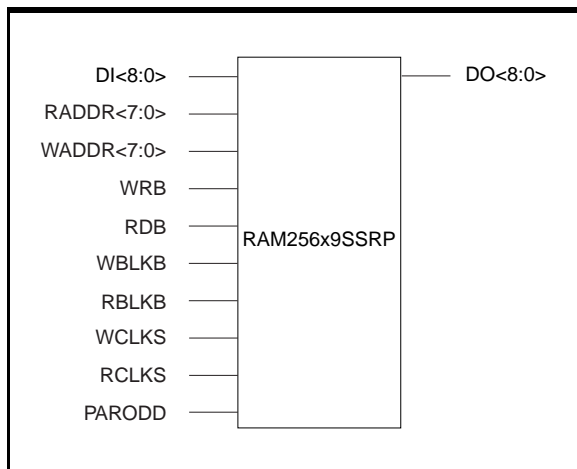 DI<8:0>
DO<8:0>
RADDR<7:0>
WADDR<7:0>
WRB
RDB
RAM256x9SSRP
WBLKB
RBLKB
WCLKS
RCLKS
PARODD